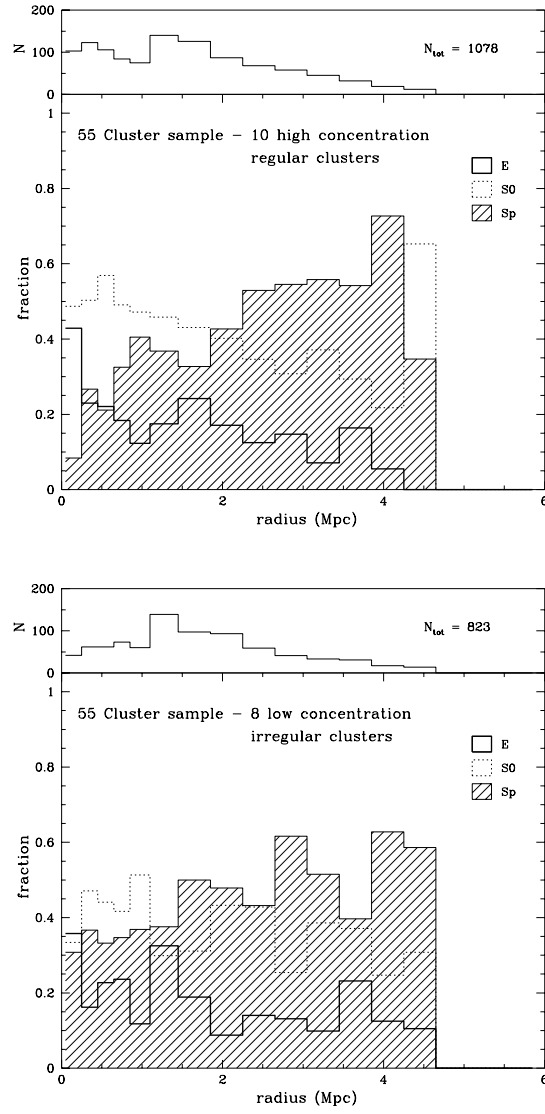 200
100
0
N
N_tot = 1078
1
0.8
0.6
0.4
0.2
0
fraction
55 Cluster sample – 10 high concentration
regular clusters
E
S0
Sp
0 2 4 6
radius (Mpc)
200
100
0
N
N_tot = 823
1
0.8
0.6
0.4
0.2
0
fraction
55 Cluster sample – 8 low concentration
irregular clusters
E
S0
Sp
0 2 4 6
radius (Mpc)